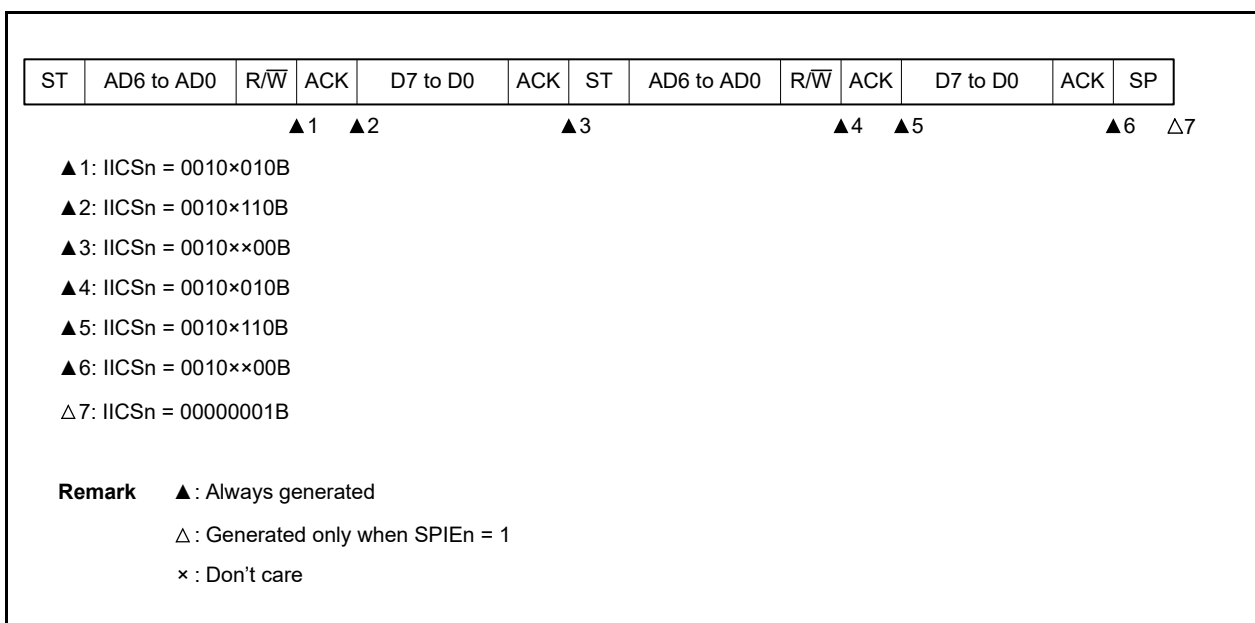 ST AD6 to AD0 R/W̅ ACK D7 to D0 ACK ST AD6 to AD0 R/W̅ ACK D7 to D0 ACK SP
▲1 ▲2 ▲3 ▲4 ▲5 ▲6 △7
▲1: IICSn = 0010×010B
▲2: IICSn = 0010×110B
▲3: IICSn = 0010××00B
▲4: IICSn = 0010×010B
▲5: IICSn = 0010×110B
▲6: IICSn = 0010××00B
△7: IICSn = 00000001B
Remark ▲: Always generated
△: Generated only when SPIEn = 1
×: Don't care